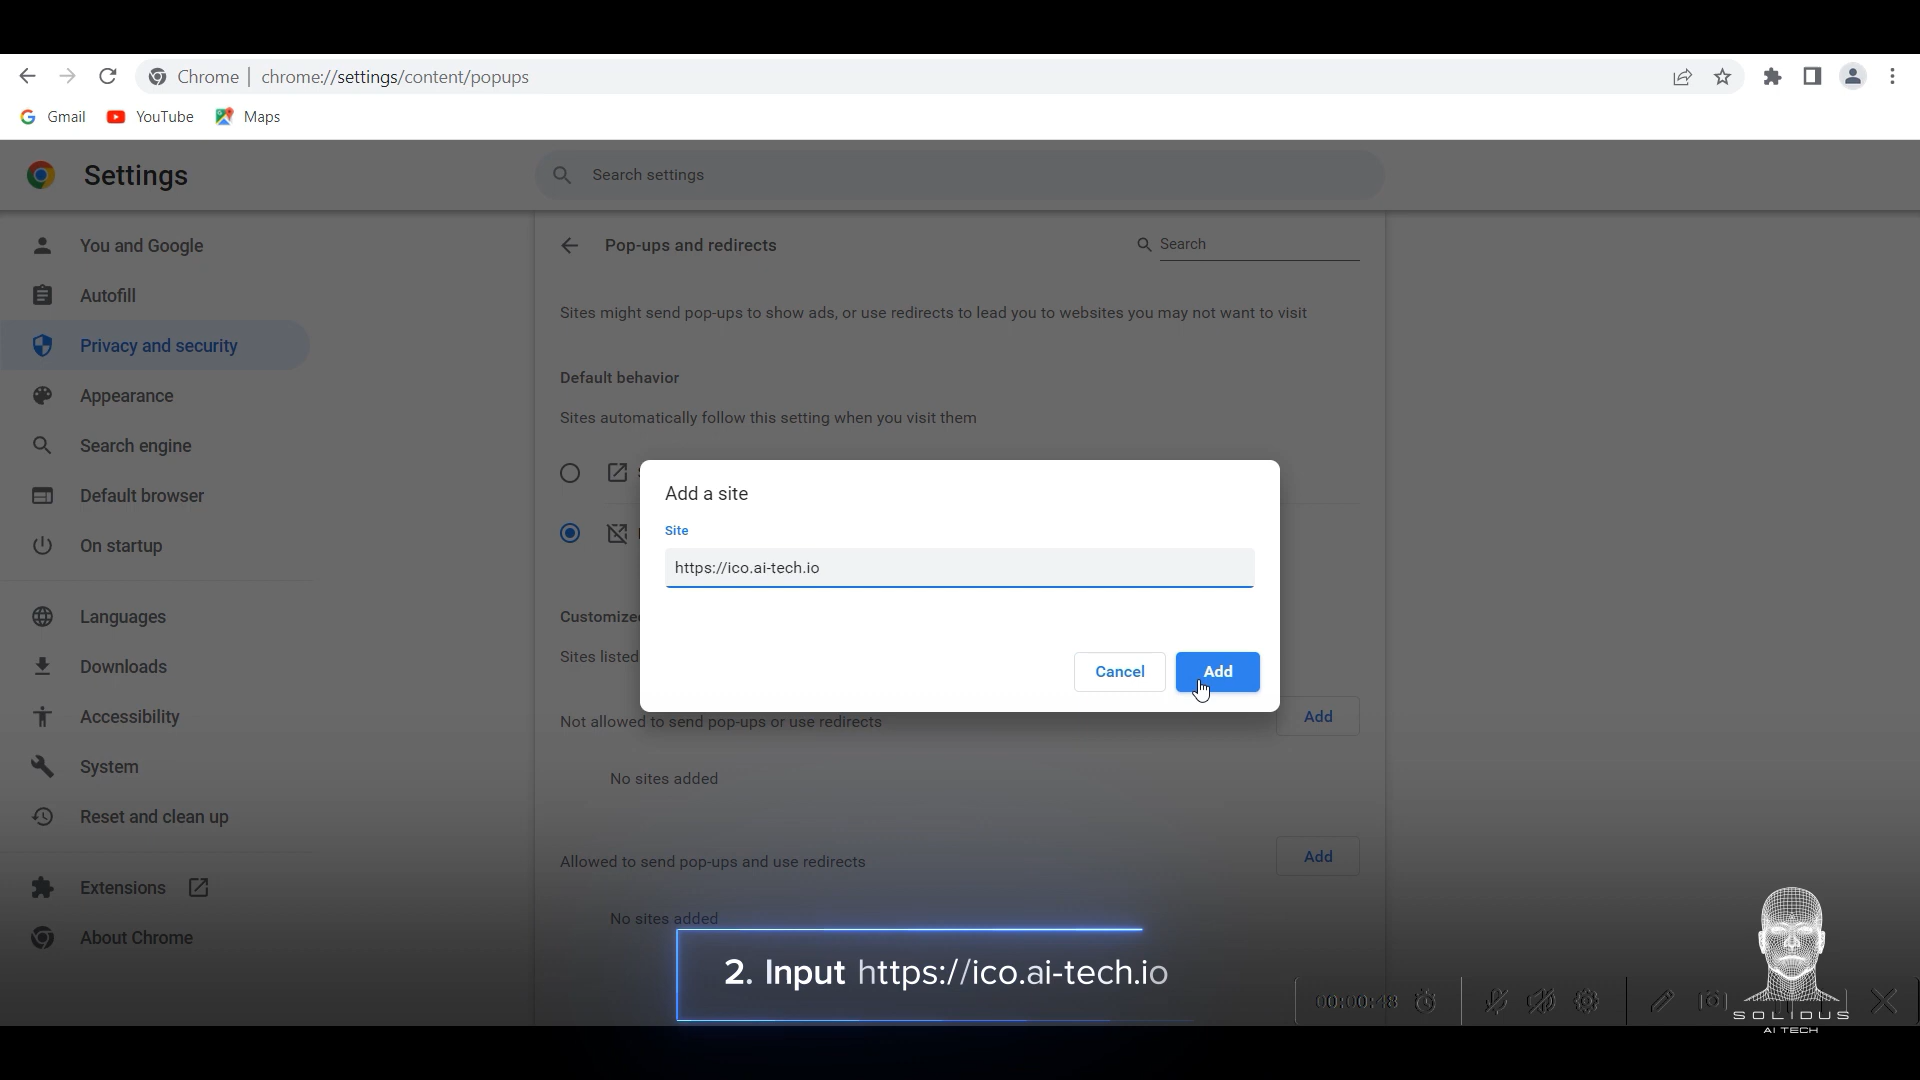 Chrome | chrome://settings/content/popups
Gmail YouTube Maps
Settings
Search settings
You and Google
Autofill
Privacy and security
Appearance
Search engine
Default browser
On startup
Languages
Downloads
Accessibility
System
Reset and clean up
Extensions
About Chrome
Pop-ups and redirects
Search
Sites might send pop-ups to show ads, or use redirects to lead you to websites you may not want to visit
Default behavior
Sites automatically follow this setting when you visit them
Add a site
Site
https://ico.ai-tech.io
Cancel Add
Customize
Sites listed
Not allowed to send pop-ups or use redirects
Add
No sites added
Allowed to send pop-ups and use redirects
Add
No sites added
2. Input https://ico.ai-tech.io
00:00:48
SOLIDUS
AI TECH